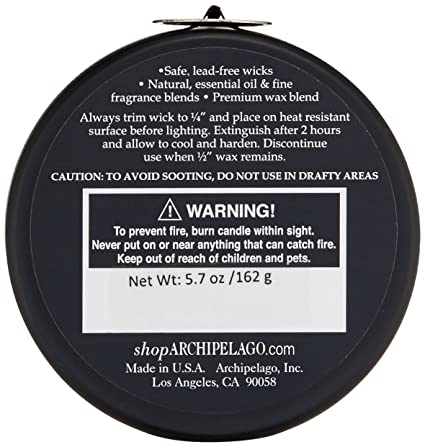 •Safe, lead-free wicks
• Natural, essential oil & fine
fragrance blends • Premium wax blend
Always trim wick to ¼” and place on heat resistant
surface before lighting. Extinguish after 2 hours
and allow to cool and harden. Discontinue
use when ½” wax remains.
CAUTION: TO AVOID SOOTING, DO NOT USE IN DRAFTY AREAS
WARNING!
To prevent fire, burn candle within sight.
Never put on or near anything that can catch fire.
Keep out of reach of children and pets.
Net Wt: 5.7 oz /162 g
shopARCHIPELAGO.com
Made in U.S.A. Archipelago, Inc.
Los Angeles, CA 90058